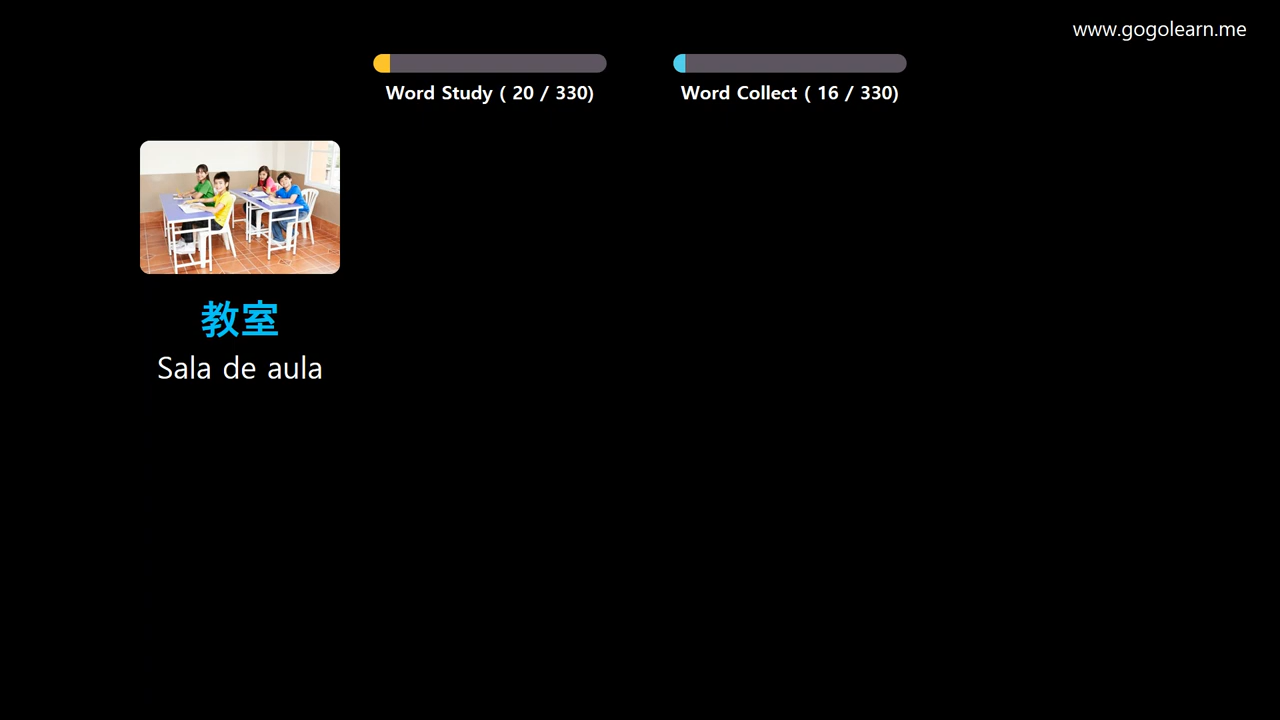 www.gogolearn.me
Word Study ( 20 / 330)
Word Collect ( 16 / 330)
教室
Sala de aula